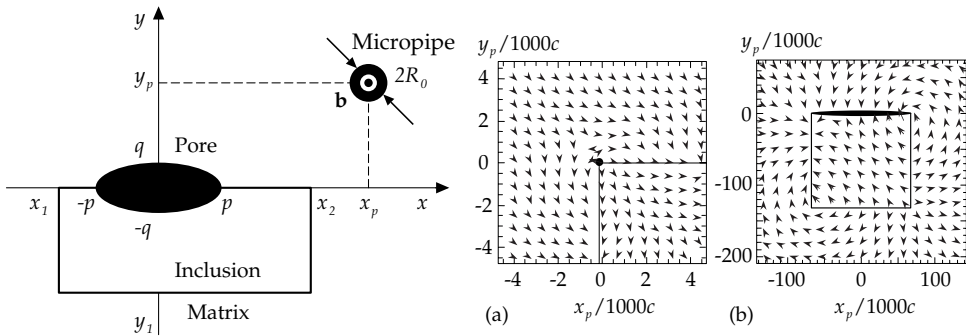 y
Micropipe
y_p
2R_0
b
q
Pore
x_1
-p
p
x_2
x_p
x
-q
Inclusion
Matrix
y_1
y_p/1000c
4
2
0
-2
-4
-4 -2 0 2 4
(a)
x_p/1000c
y_p/1000c
0
-100
-200
-100 0 100
(b)
x_p/1000c